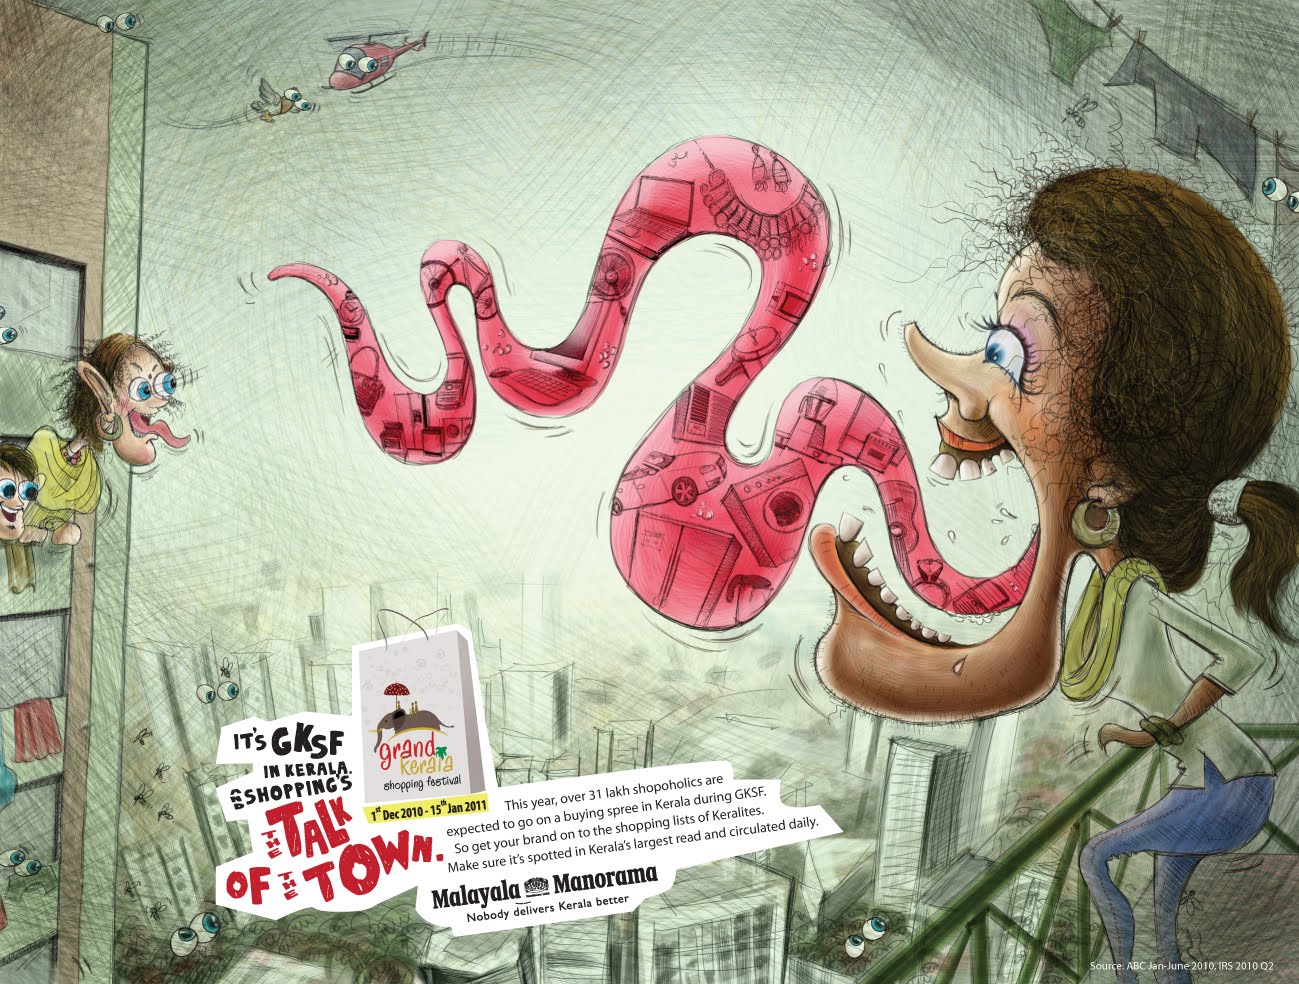 IT'S GKSF
IN KERALA.
AND SHOPPING'S
THE TALK
OF THE TOWN.
grand
kerala
shopping festival
1st Dec 2010 - 15th Jan 2011
This year, over 31 lakh shopoholics are
expected to go on a buying spree in Kerala during GKSF.
So get your brand on to the shopping lists of Keralites.
Make sure it's spotted in Kerala's largest read and circulated daily.
Malayala Manorama
Nobody delivers Kerala better
Source: ABC Jan-June 2010, IRS 2010 Q2